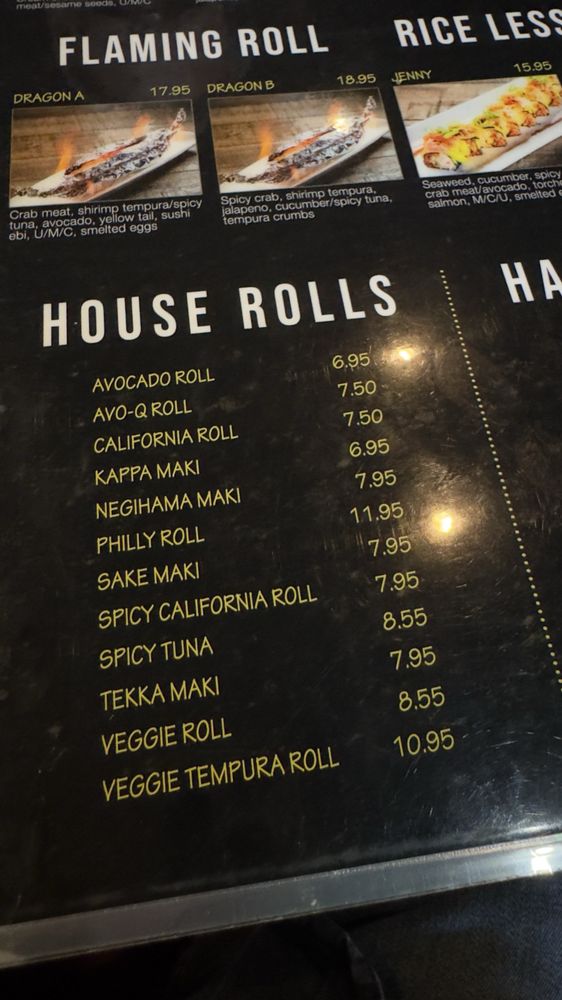 meat/sesame seeds, U/M/C
FLAMING ROLL
RICE LESS
DRAGON A 17.95
DRAGON B 18.95
JENNY 15.95
Crab meat, shrimp tempura/spicy
tuna, avocado, yellow tail, sushi
ebi, U/M/C, smelted eggs
Spicy crab, shrimp tempura,
jalapeno, cucumber/spicy tuna,
tempura crumbs
Seaweed, cucumber, spicy
crab meat/avocado, torch
salmon, M/C/U, smelted
HOUSE ROLLS
HA
AVOCADO ROLL 6.95
AVO-Q ROLL 7.50
CALIFORNIA ROLL 7.50
KAPPA MAKI 6.95
NEGIHAMA MAKI 7.95
PHILLY ROLL 11.95
SAKE MAKI 7.95
SPICY CALIFORNIA ROLL 7.95
SPICY TUNA 8.55
TEKKA MAKI 7.95
VEGGIE ROLL 8.55
VEGGIE TEMPURA ROLL 10.95